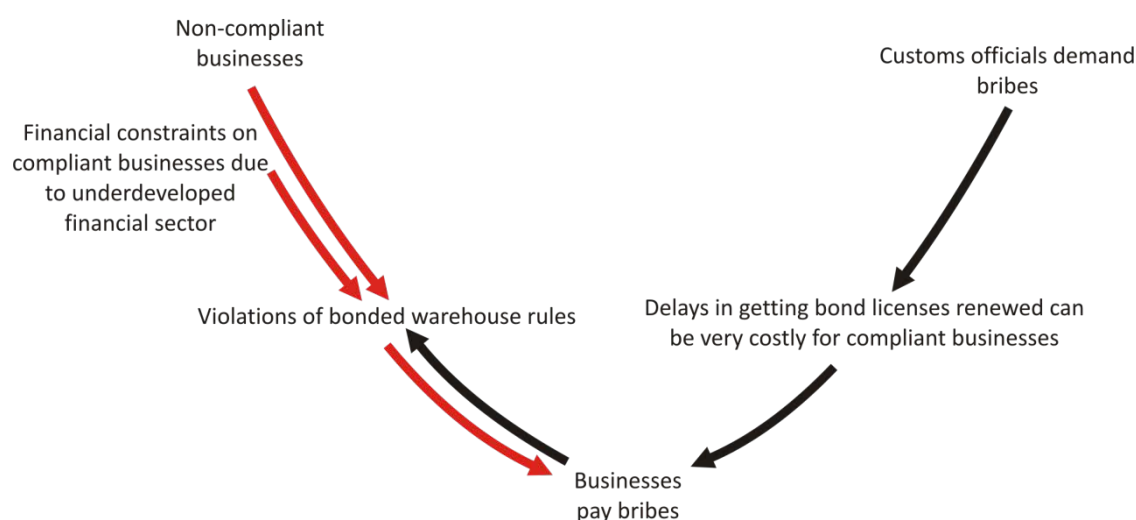 Non-compliant
businesses
Customs officials demand
bribes
Financial constraints on
compliant businesses due
to underdeveloped
financial sector
Violations of bonded warehouse rules
Delays in getting bond licenses renewed can
be very costly for compliant businesses
Businesses
pay bribes